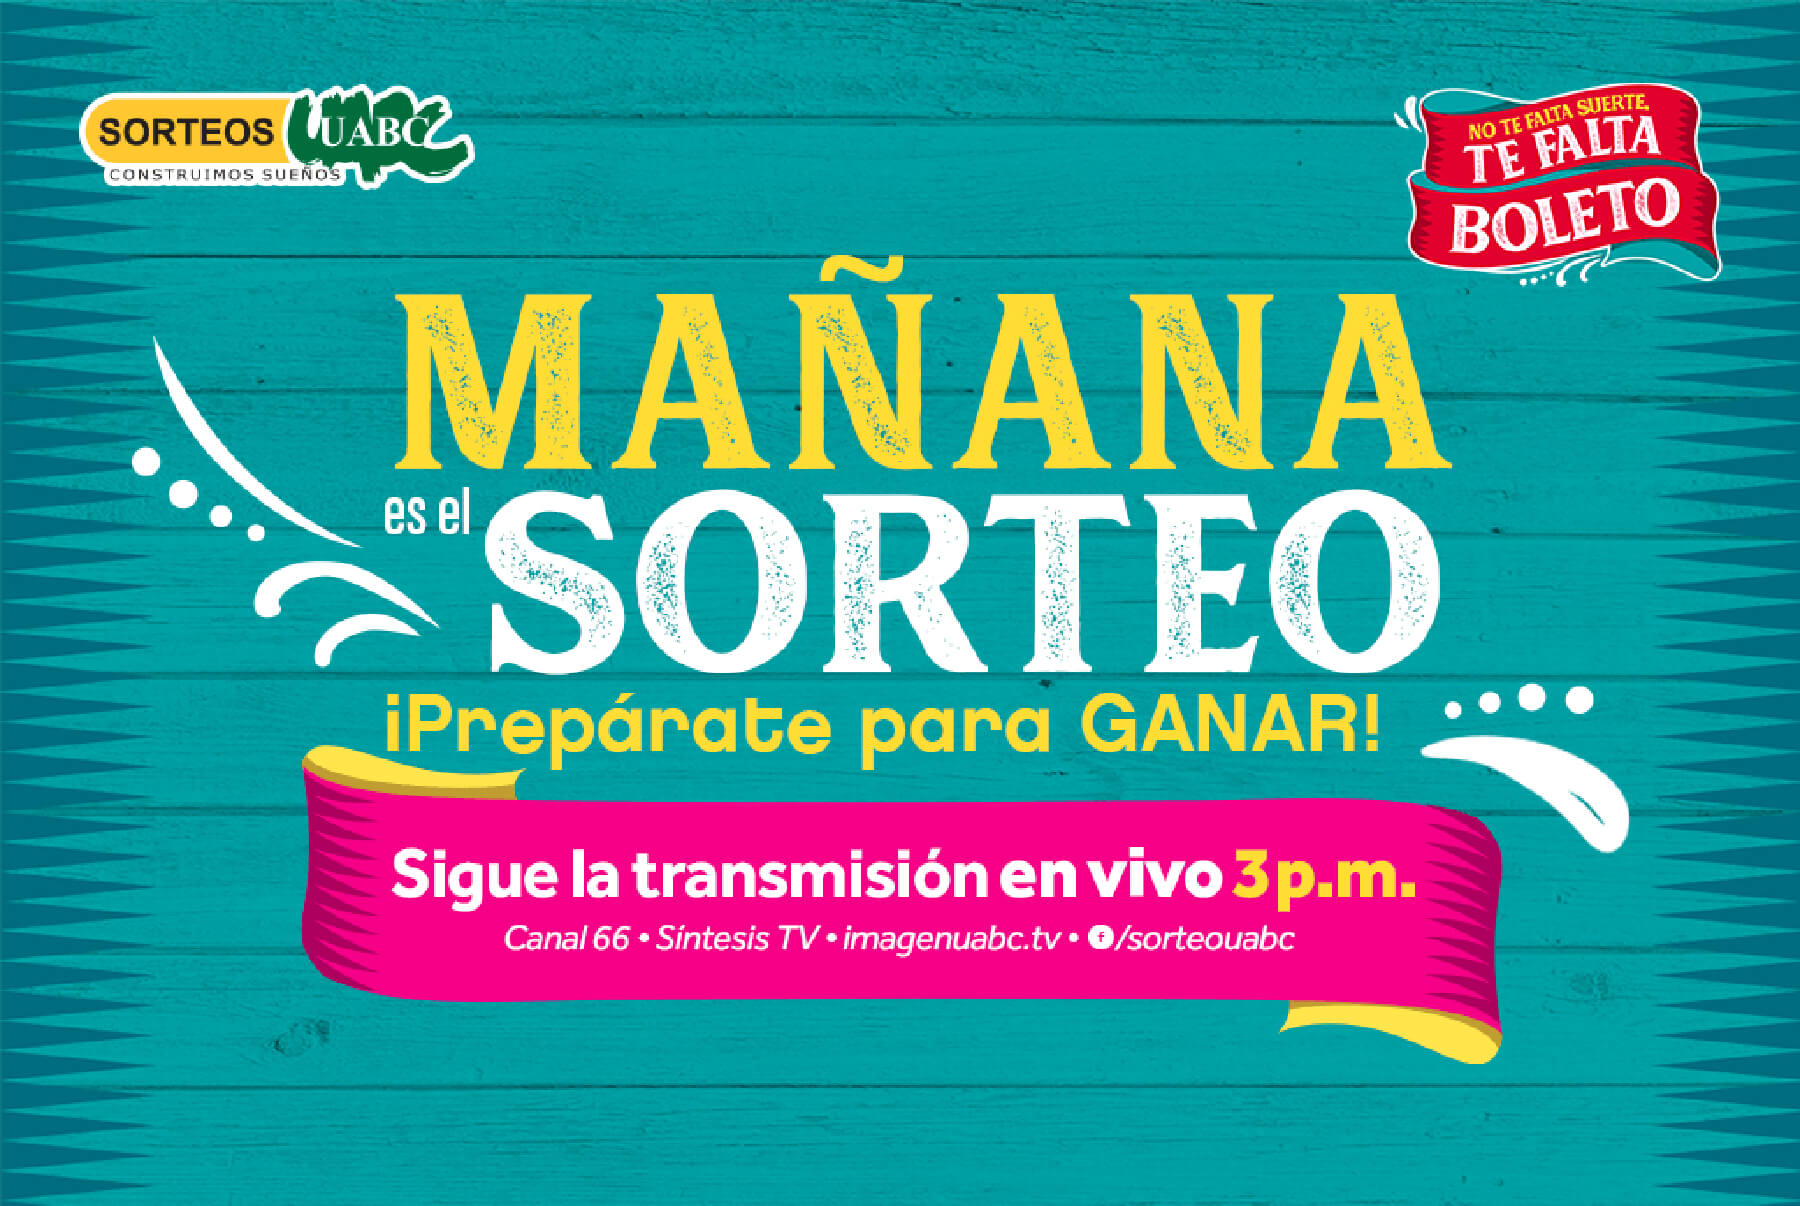 SORTEOS UABC
CONSTRUIMOS SUEÑOS
NO TE FALTA SUERTE,
TE FALTA
BOLETO
MAÑANA
es el SORTEO
¡Prepárate para GANAR!
Sigue la transmisión en vivo 3 p.m.
Canal 66 • Síntesis TV • imagenuabc.tv • f/sorteouabc